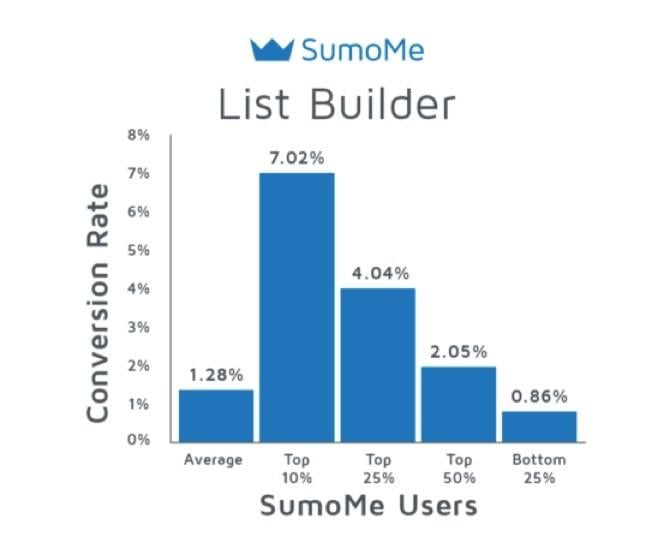 SumoMe
List Builder
8%
7%
6%
5%
4%
3%
2%
1%
0%
Conversion Rate
1.28%
7.02%
4.04%
2.05%
0.86%
Average
Top
10%
Top
25%
Top
50%
Bottom
25%
SumoMe Users